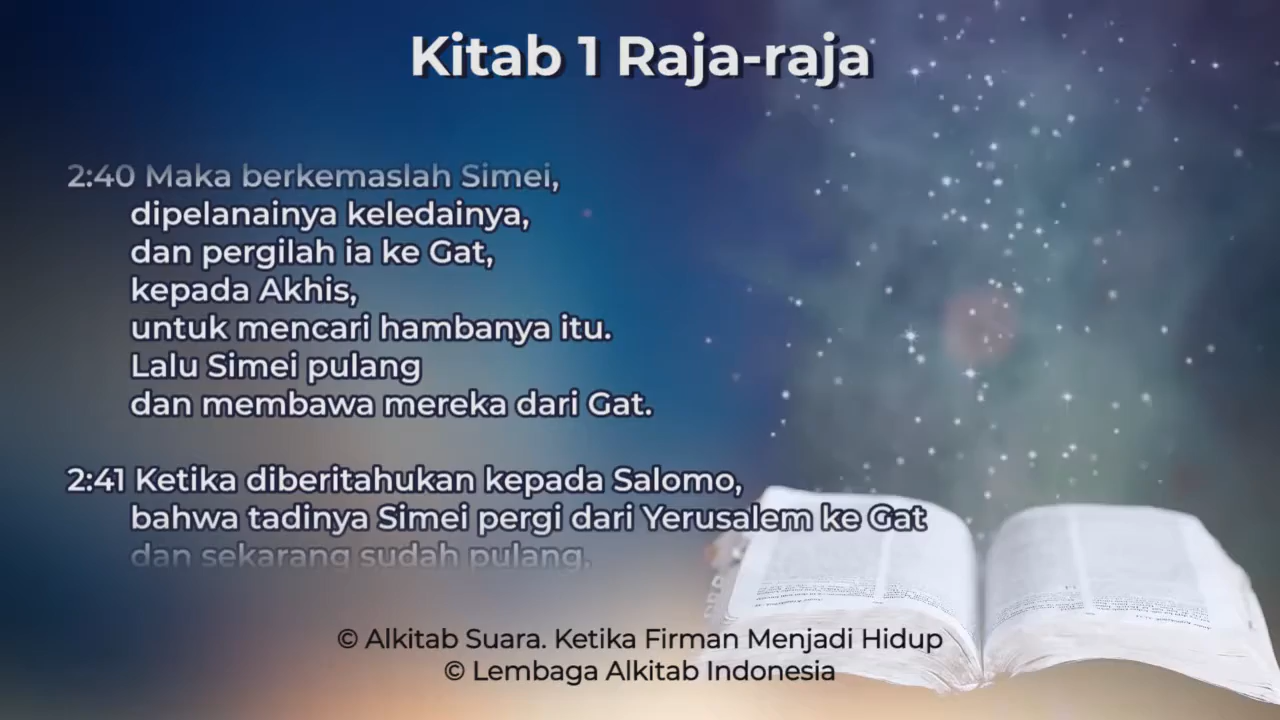 Kitab 1 Raja-raja
2:40 Maka berkemaslah Simei,
dipelanainya keledainya,
dan pergilah ia ke Gat,
kepada Akhis,
untuk mencari hambanya itu.
Lalu Simei pulang
dan membawa mereka dari Gat.
2:41 Ketika diberitahukan kepada Salomo,
bahwa tadinya Simei pergi dari Yerusalem ke Gat
dan sekarang sudah pulang,
© Alkitab Suara. Ketika Firman Menjadi Hidup
© Lembaga Alkitab Indonesia